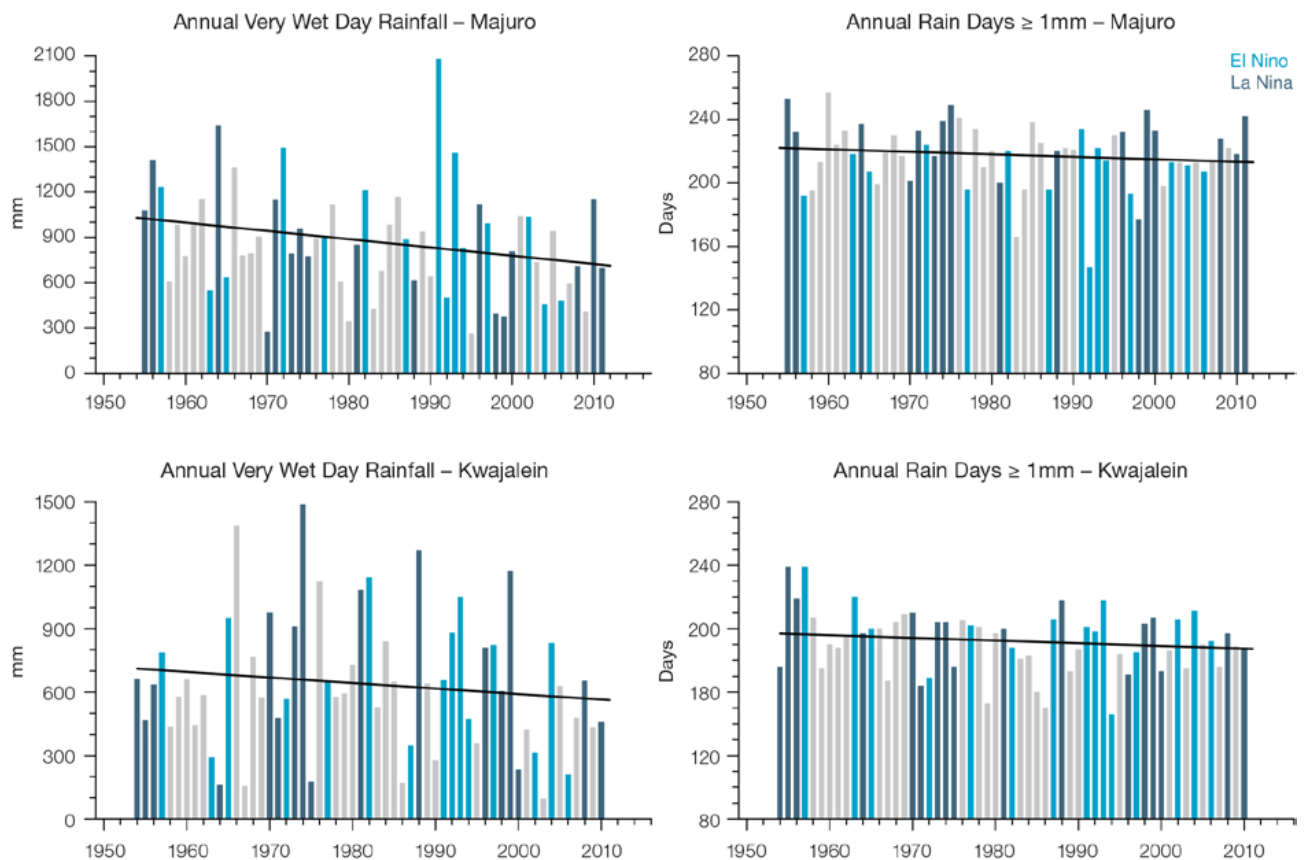 Annual Very Wet Day Rainfall – Majuro
2100
1800
1500
1200
900
600
300
0
mm
1950 1960 1970 1980 1990 2000 2010
Annual Rain Days ≥ 1mm – Majuro
El Nino
La Nina
280
240
200
160
120
80
Days
1950 1960 1970 1980 1990 2000 2010
Annual Very Wet Day Rainfall – Kwajalein
1500
1200
900
600
300
0
mm
1950 1960 1970 1980 1990 2000 2010
Annual Rain Days ≥ 1mm – Kwajalein
280
240
200
180
120
80
Days
1950 1960 1970 1980 1990 2000 2010